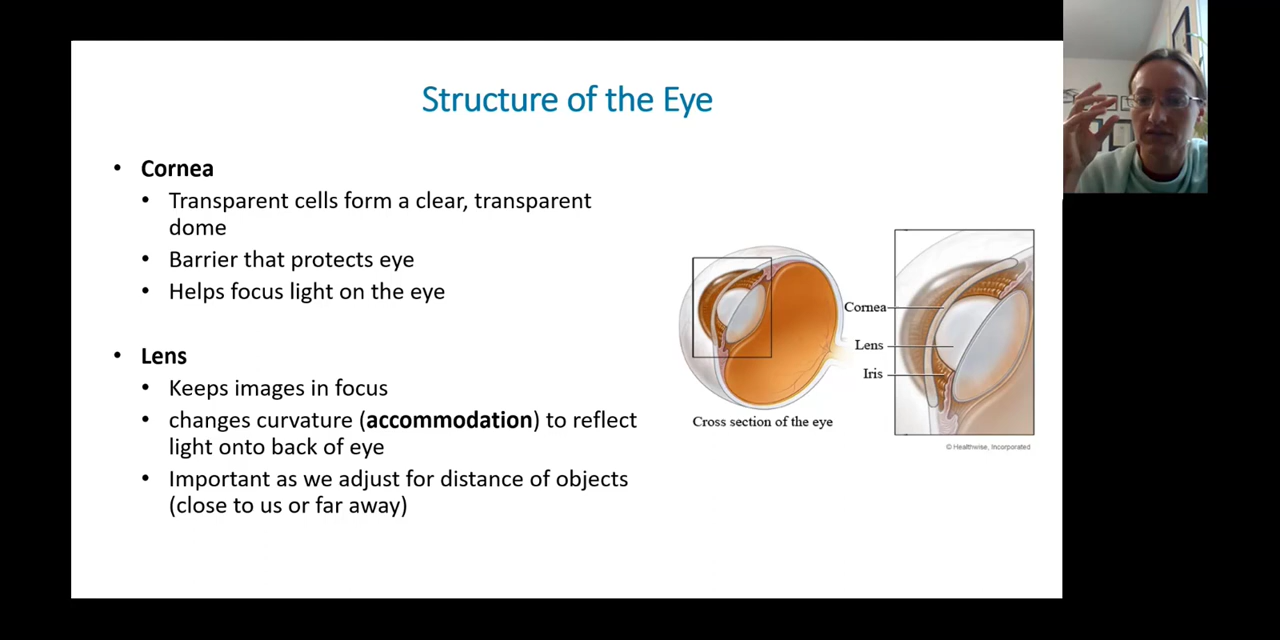 Structure of the Eye
• Cornea
• Transparent cells form a clear, transparent
dome
• Barrier that protects eye
• Helps focus light on the eye
• Lens
• Keeps images in focus
• changes curvature (accommodation) to reflect
light onto back of eye
• Important as we adjust for distance of objects
(close to us or far away)
Cornea
Lens
Iris
Cross section of the eye
© Healthwise, Incorporated